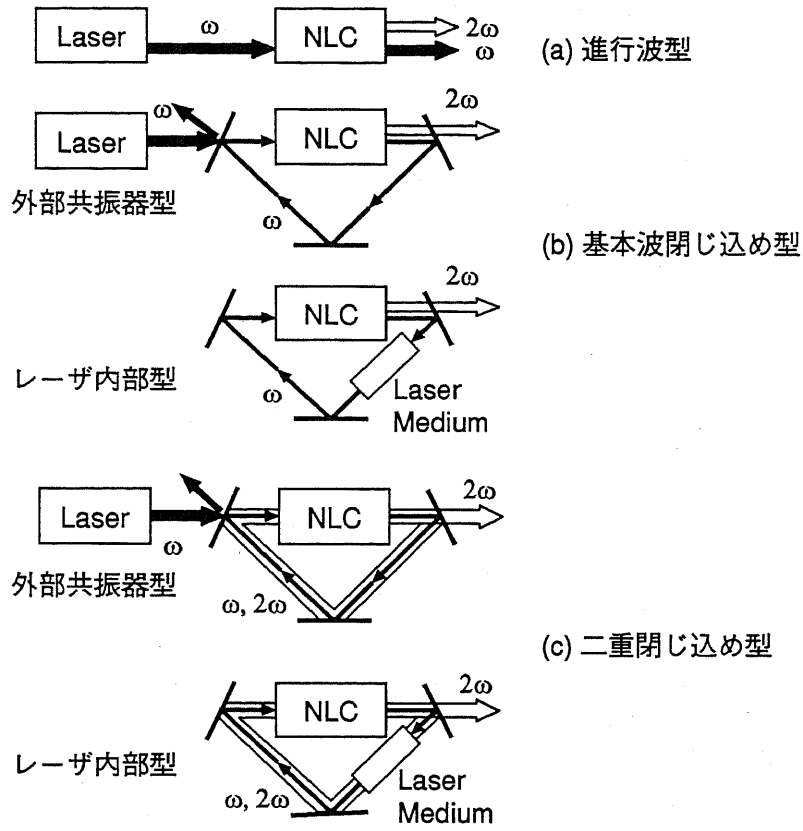 Laser
ω
NLC
2ω
ω
(a) 進行波型
ω
Laser
NLC
2ω
外部共振器型
ω
(b) 基本波閉じ込め型
NLC
2ω
レーザ内部型
ω
Laser
Medium
Laser
ω
NLC
2ω
外部共振器型
ω, 2ω
(c) 二重閉じ込め型
NLC
2ω
レーザ内部型
ω, 2ω
Laser
Medium